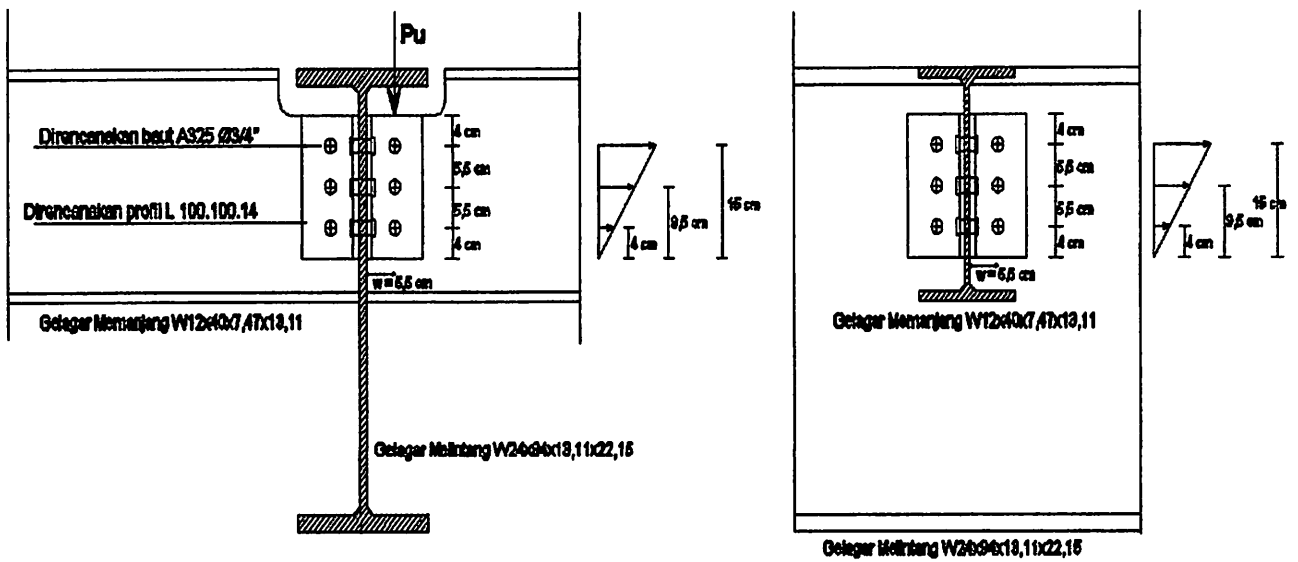 Pu
Direncanakan baut A325 Ø3/4"
Direncanakan profil L 100.100.14
4 cm
5,5 cm
5,5 cm
4 cm
w = 5,5 cm
4 cm
9,5 cm
15 cm
Gelagar Memanjang W12x40x7,47x13,11
Gelagar Melintang W24x94x13,11x22,15
4 cm
5,5 cm
5,5 cm
4 cm
w = 5,5 cm
4 cm
9,5 cm
15 cm
Gelagar Memanjang W12x40x7,47x13,11
Gelagar Melintang W24x94x13,11x22,15